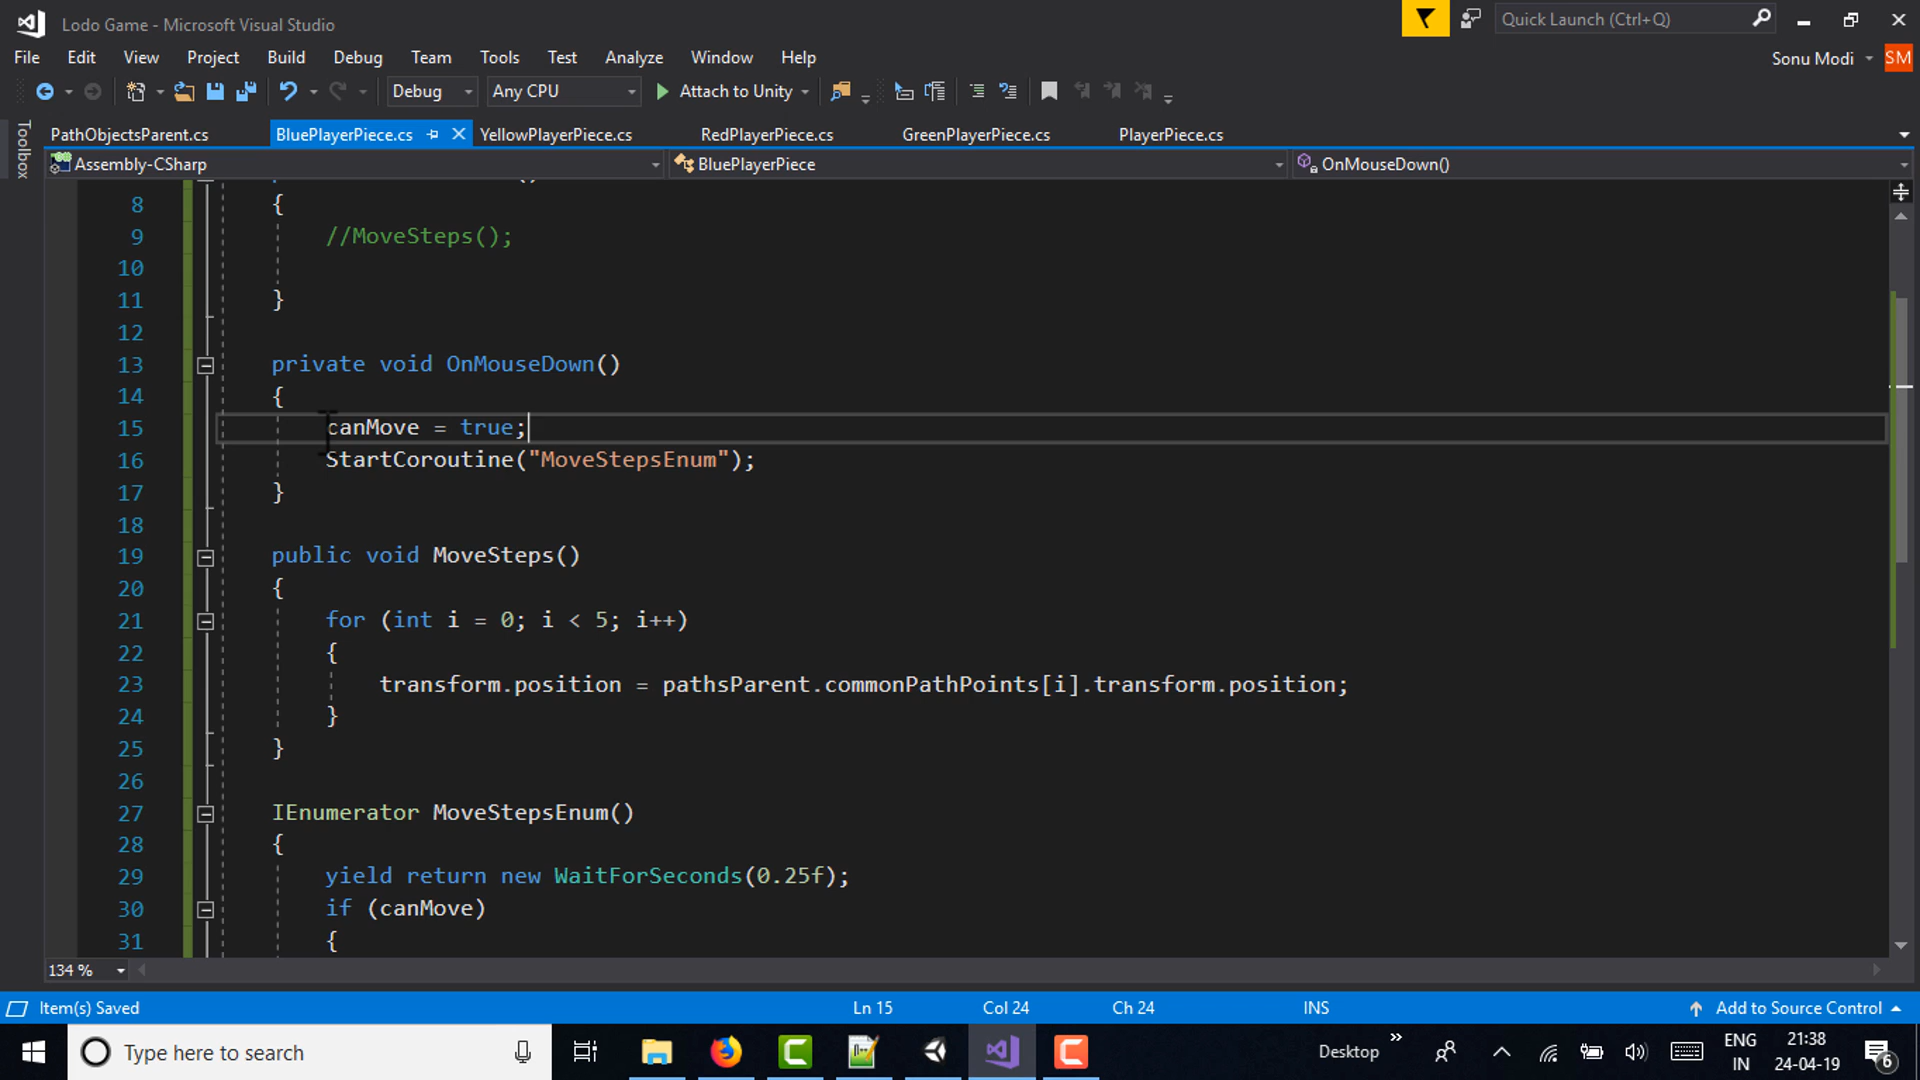 Lodo Game - Microsoft Visual Studio
Quick Launch (Ctrl+Q)
File Edit View Project Build Debug Team Tools Test Analyze Window Help
Sonu Modi SM
Debug Any CPU Attach to Unity
Toolbox
PathObjectsParent.cs BluePlayerPiece.cs YellowPlayerPiece.cs RedPlayerPiece.cs GreenPlayerPiece.cs PlayerPiece.cs
Assembly-CSharp BluePlayerPiece OnMouseDown()
8 {
9 //MoveSteps();
10
11 }
12
13 private void OnMouseDown()
14 {
15 canMove = true;
16 StartCoroutine("MoveStepsEnum");
17 }
18
19 public void MoveSteps()
20 {
21 for (int i = 0; i < 5; i++)
22 {
23 transform.position = pathsParent.commonPathPoints[i].transform.position;
24 }
25 }
26
27 IEnumerator MoveStepsEnum()
28 {
29 yield return new WaitForSeconds(0.25f);
30 if (canMove)
31 {
134 %
Item(s) Saved Ln 15 Col 24 Ch 24 INS Add to Source Control
Type here to search Desktop ENG IN 21:38 24-04-19 6